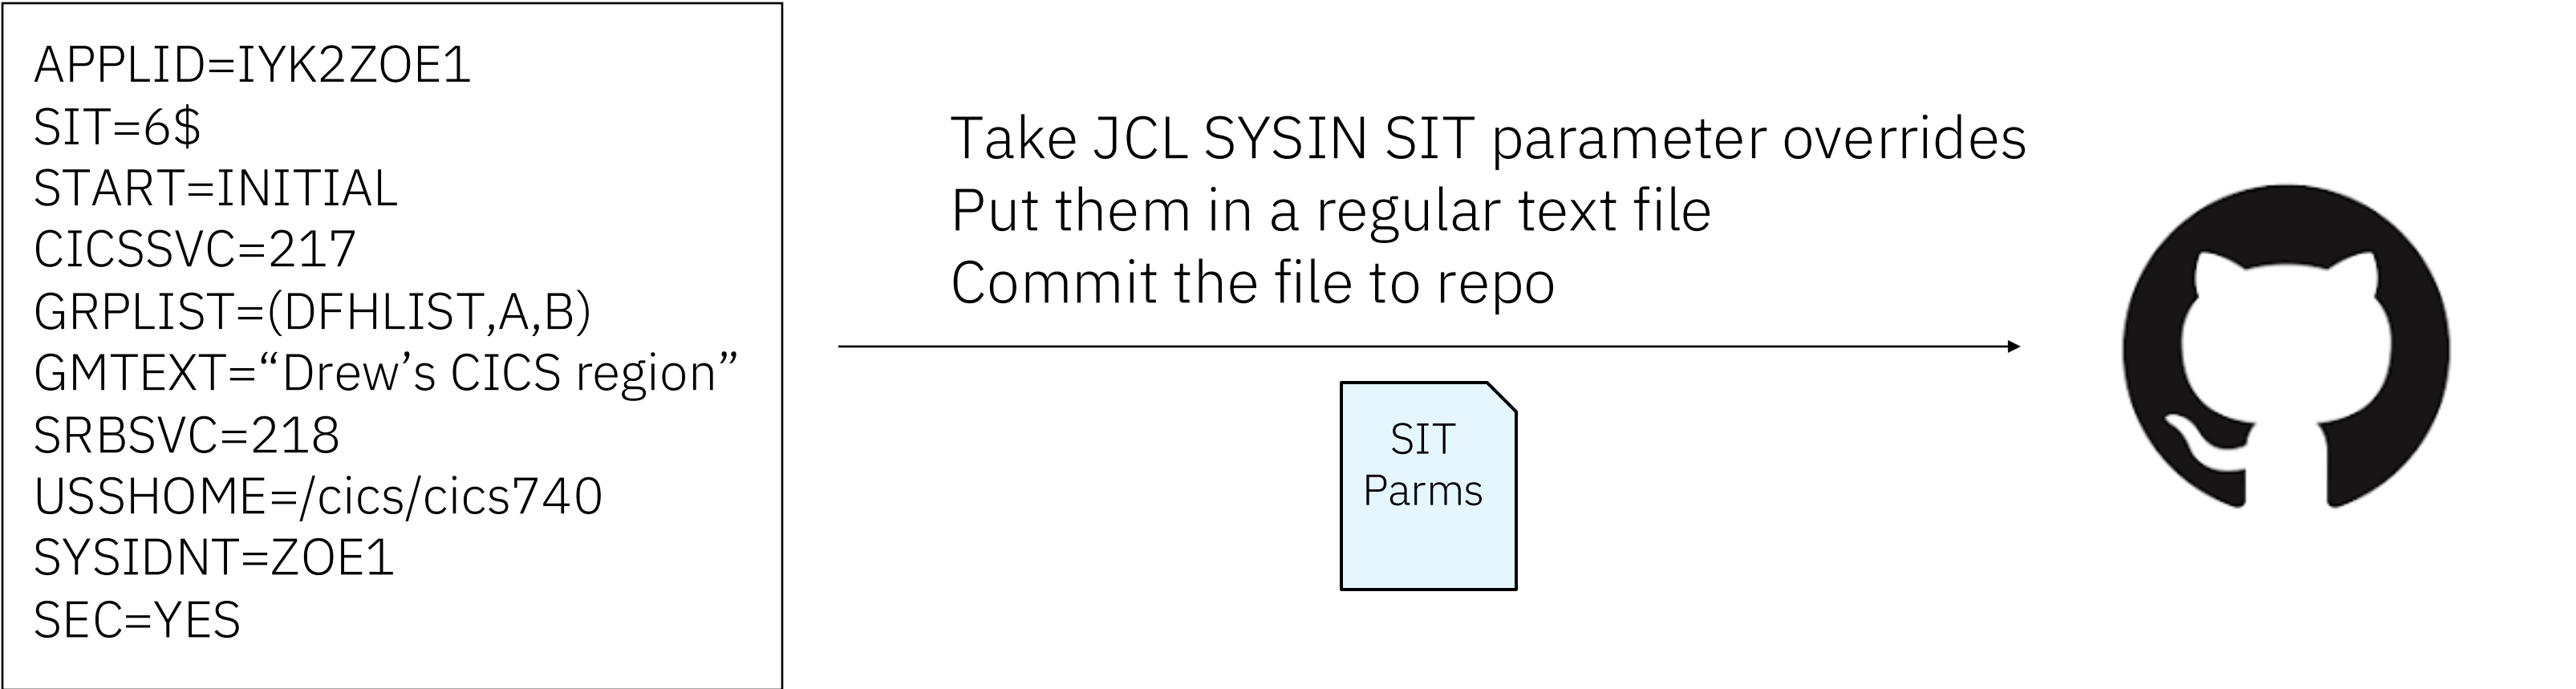 APPLID=IYK2ZOE1
SIT=6$
START=INITIAL
CICSSVC=217
GRPLIST=(DFHLIST,A,B)
GMTEXT=“Drew’s CICS region”
SRBSVC=218
USSHOME=/cics/cics740
SYSIDNT=ZOE1
SEC=YES
Take JCL SYSIN SIT parameter overrides
Put them in a regular text file
Commit the file to repo
SIT
Parms